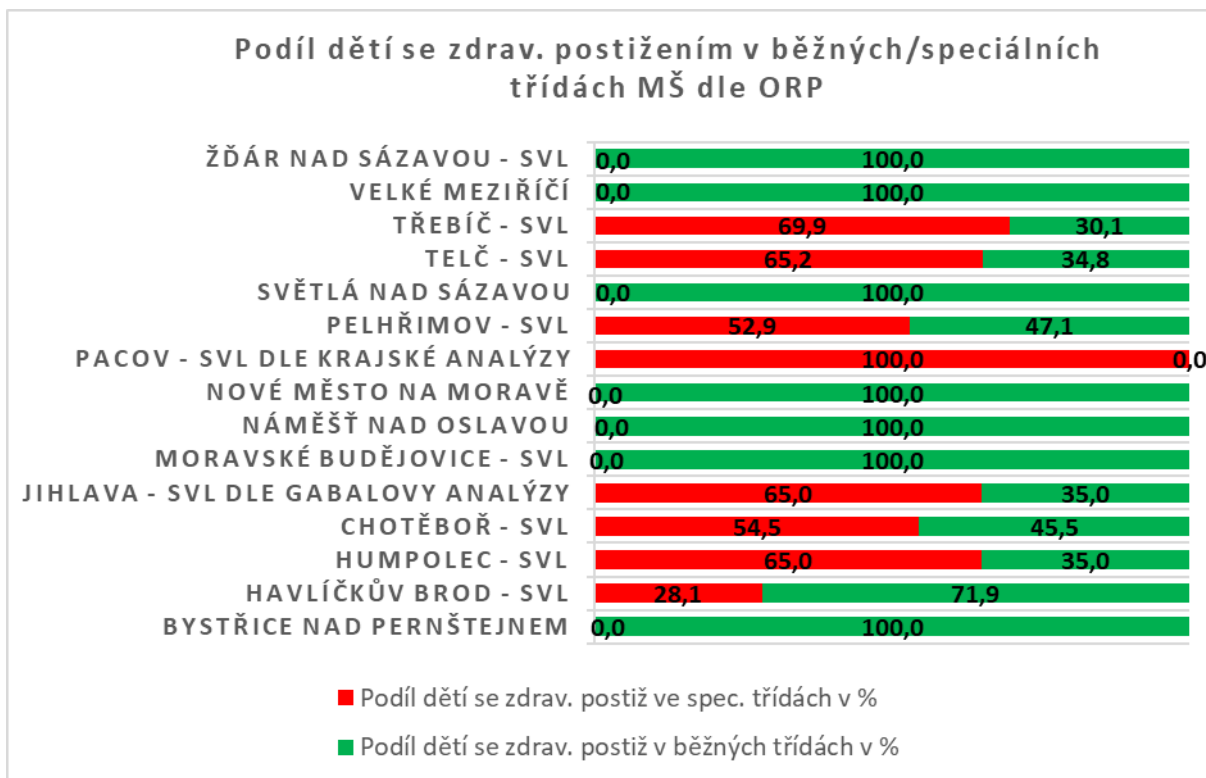 Podíl dětí se zdrav. postižením v běžných/speciálních
třídách MŠ dle ORP
ŽĎÁR NAD SÁZAVOU - SVL 0,0 100,0
VELKÉ MEZIŘÍČÍ 0,0 100,0
TŘEBÍČ - SVL 69,9 30,1
TELČ - SVL 65,2 34,8
SVĚTLÁ NAD SÁZAVOU 0,0 100,0
PELHŘIMOV - SVL 52,9 47,1
PACOV - SVL DLE KRAJSKÉ ANALÝZY 100,0 0,0
NOVÉ MĚSTO NA MORAVĚ 0,0 100,0
NÁMĚŠŤ NAD OSLAVOU 0,0 100,0
MORAVSKÉ BUDĚJOVICE - SVL 0,0 100,0
JIHLAVA - SVL DLE GABALOVY ANALÝZY 65,0 35,0
CHOTĚBOŘ - SVL 54,5 45,5
HUMPOLEC - SVL 65,0 35,0
HAVLÍČKŮV BROD - SVL 28,1 71,9
BYSTŘICE NAD PERNŠTEJNEM 0,0 100,0
Podíl dětí se zdrav. postiž ve spec. třídách v %
Podíl dětí se zdrav. postiž v běžných třídách v %